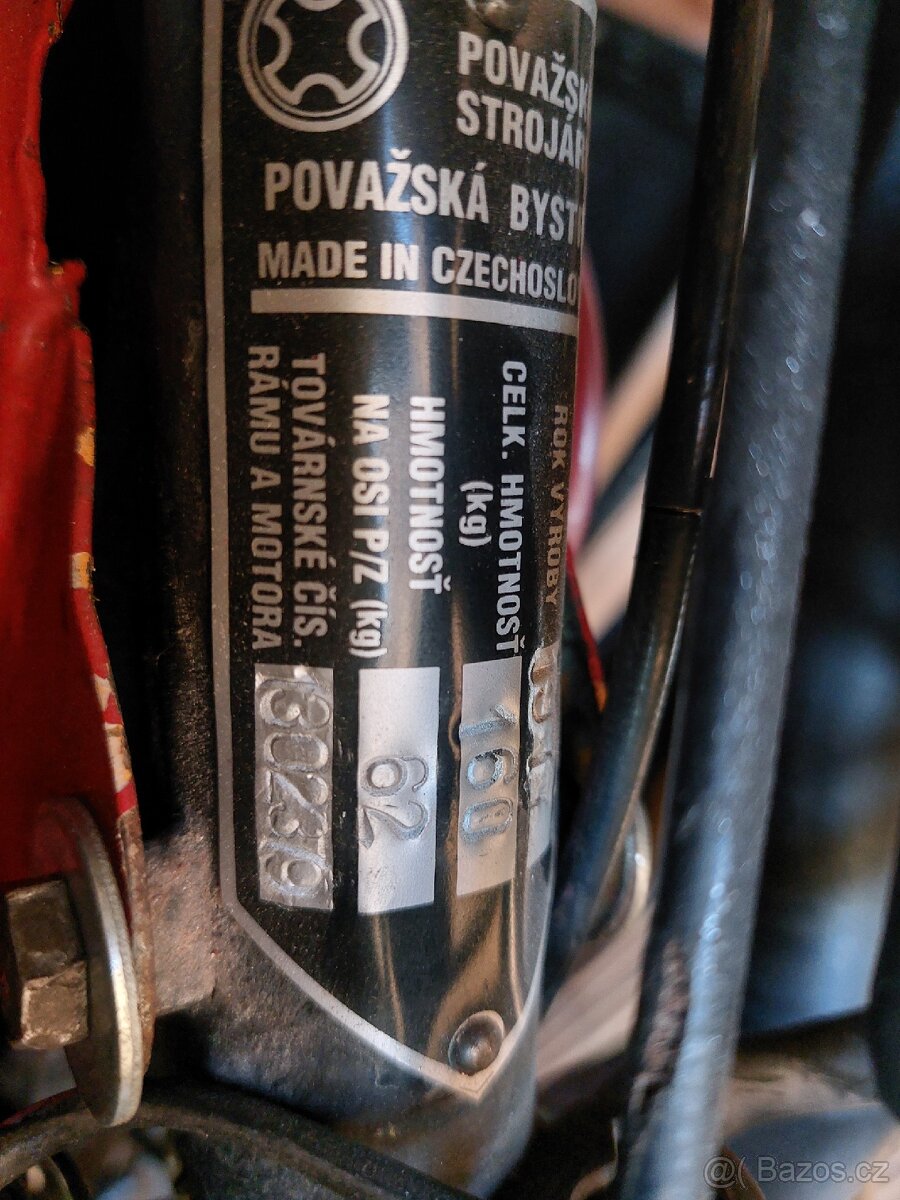 POVAŽSK
STROJÁR
POVAŽSKÁ BYST
MADE IN CZECHOSLO
ROK VÝROBY
CELK. HMOTNOSŤ
(kg)
160
HMOTNOSŤ
NA OSI P/Z (kg)
62
TOVÁRNSKÉ ČÍS.
RÁMU A MOTORA
@( Bazos.cz